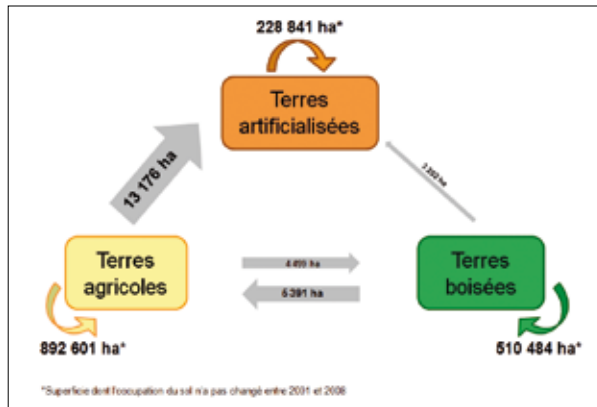 228 841 ha*
Terres
artificialisées
13 176 ha
Terres
agricoles
4 499 ha
5 391 ha
Terres
boisées
892 601 ha*
510 484 ha*
*Superficie dont l'occupation du sol n'a pas changé entre 2001 et 2008